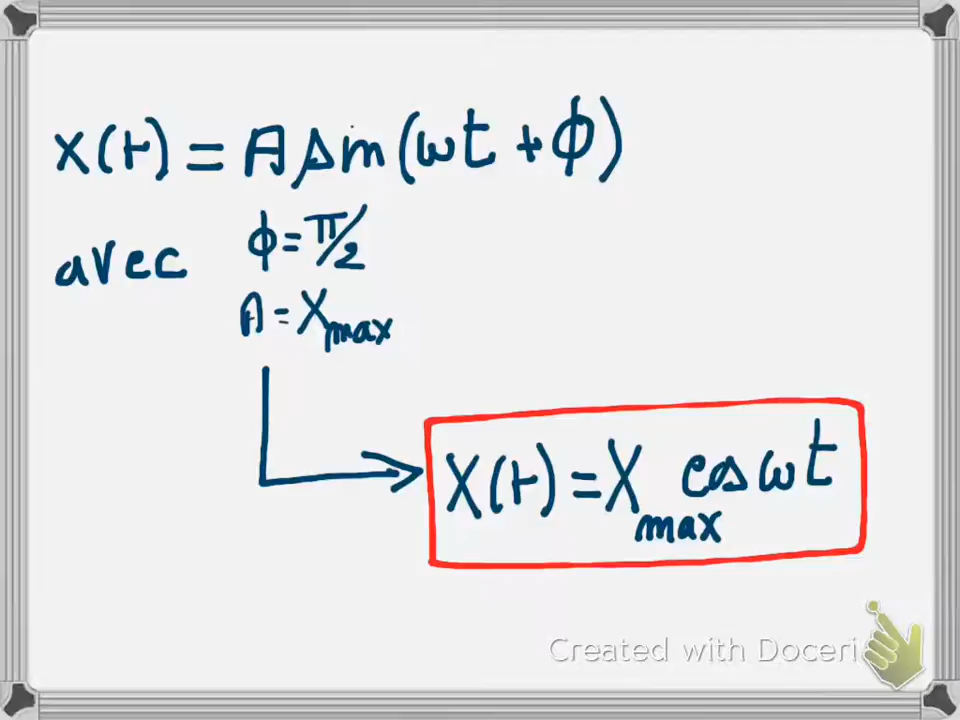 x(t) = A sin (ωt + ϕ)
avec ϕ = π/2
A = Xmax
X(t) = Xmax cos ωt
Created with Doceri